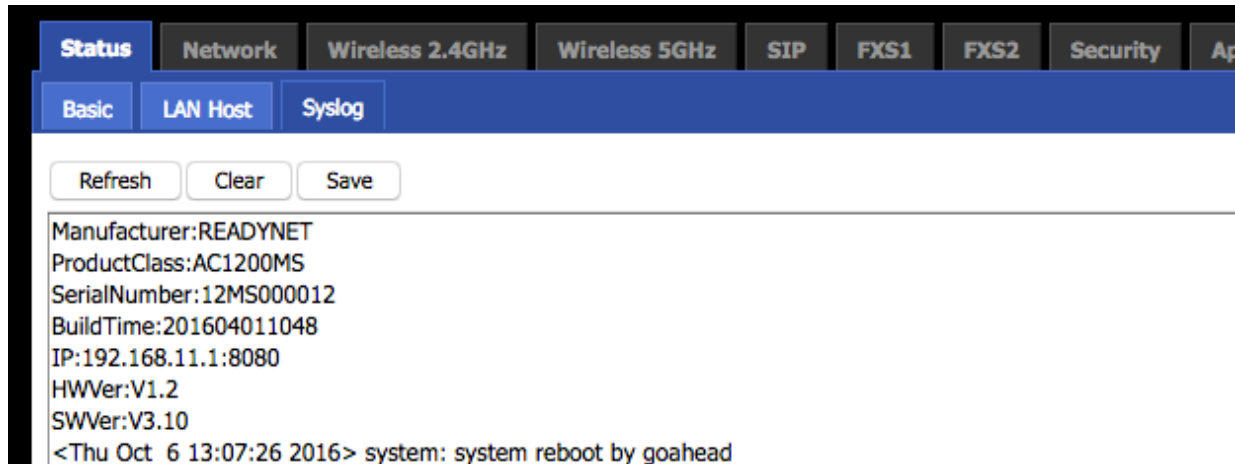 Status Network Wireless 2.4GHz Wireless 5GHz SIP FXS1 FXS2 Security
Basic LAN Host Syslog
Refresh Clear Save
Manufacturer:READYNET
ProductClass:AC1200MS
SerialNumber:12MS000012
BuildTime:201604011048
IP:192.168.11.1:8080
HWVer:V1.2
SWVer:V3.10
<Thu Oct  6 13:07:26 2016> system: system reboot by goahead